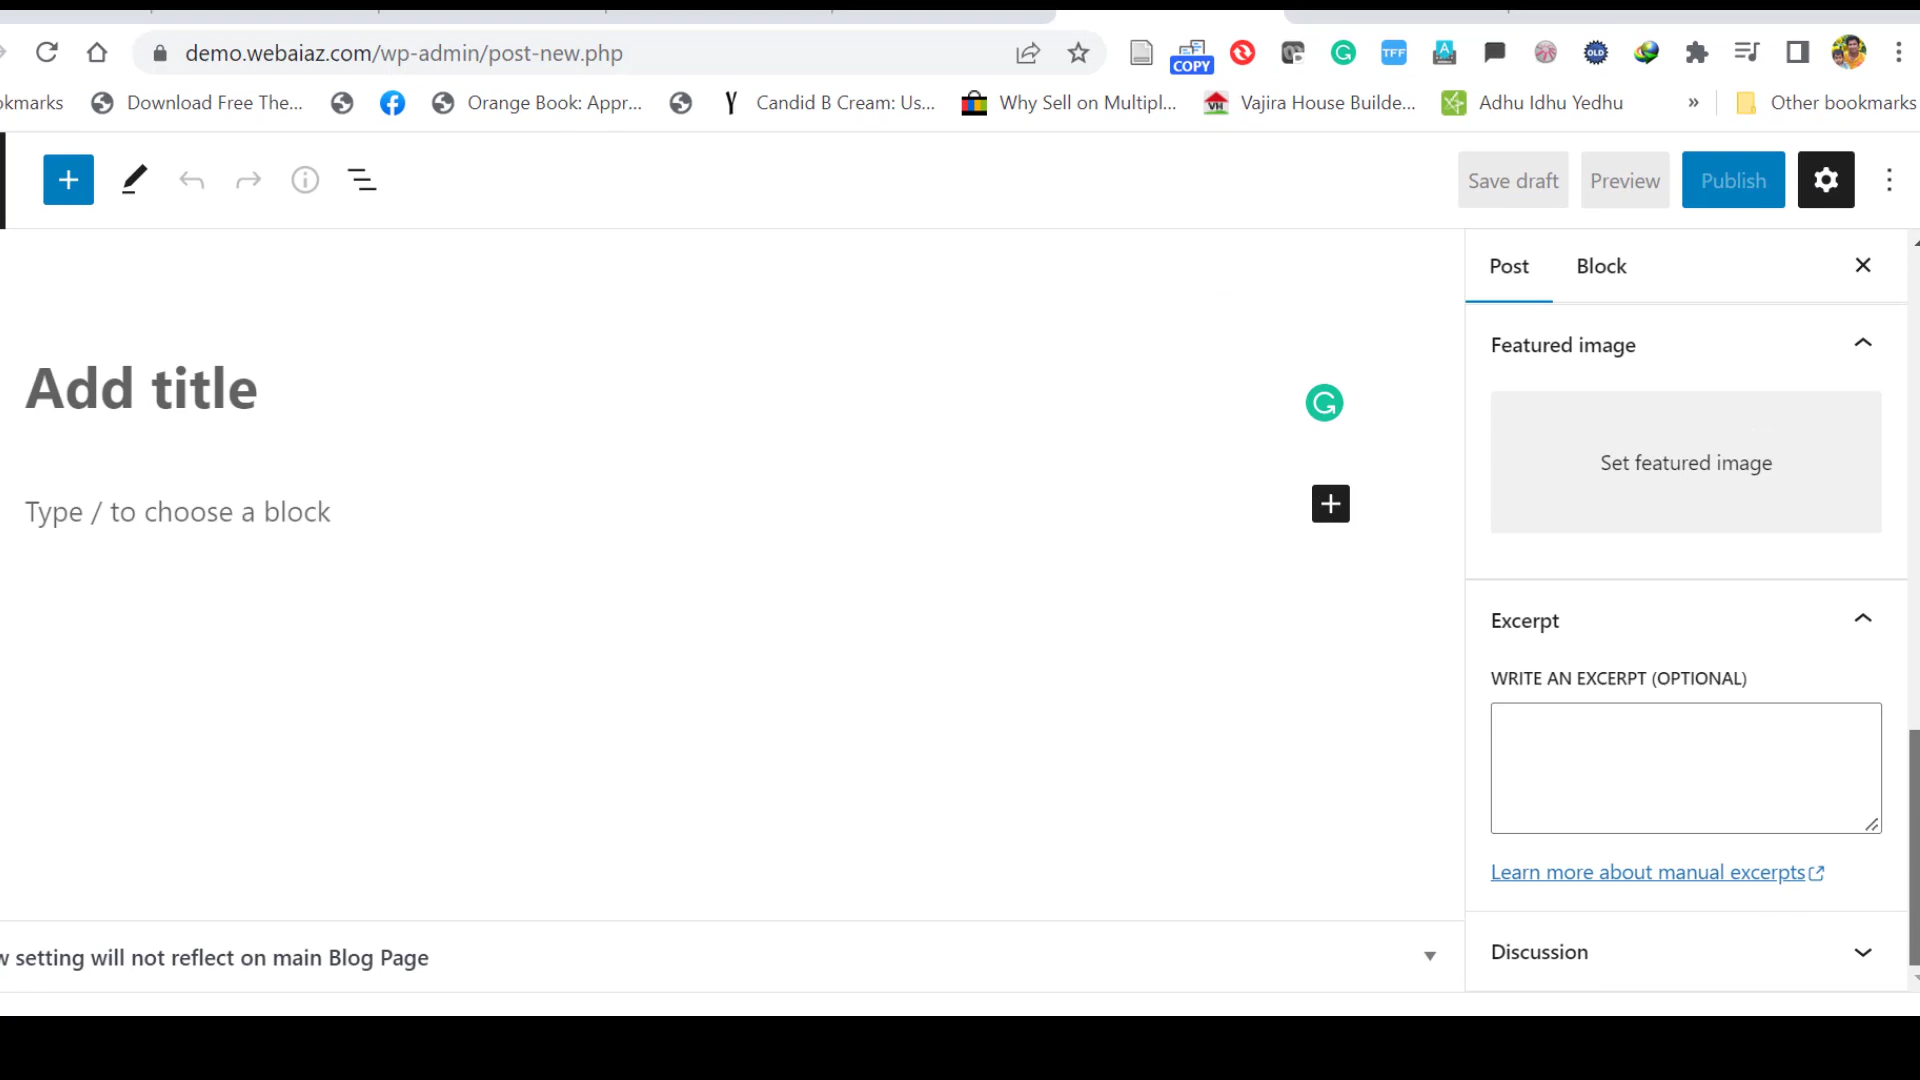 demo.webaiaz.com/wp-admin/post-new.php
COPY
TFF
A
OLD
okmarks
Download Free The...
Orange Book: Appr...
Candid B Cream: Us...
Why Sell on Multipl...
VH
Vajira House Builde...
Adhu Idhu Yedhu
»
Other bookmarks
Save draft
Preview
Publish
Post
Block
Featured image
Add title
Set featured image
Type / to choose a block
Excerpt
WRITE AN EXCERPT (OPTIONAL)
Learn more about manual excerpts
w setting will not reflect on main Blog Page
Discussion